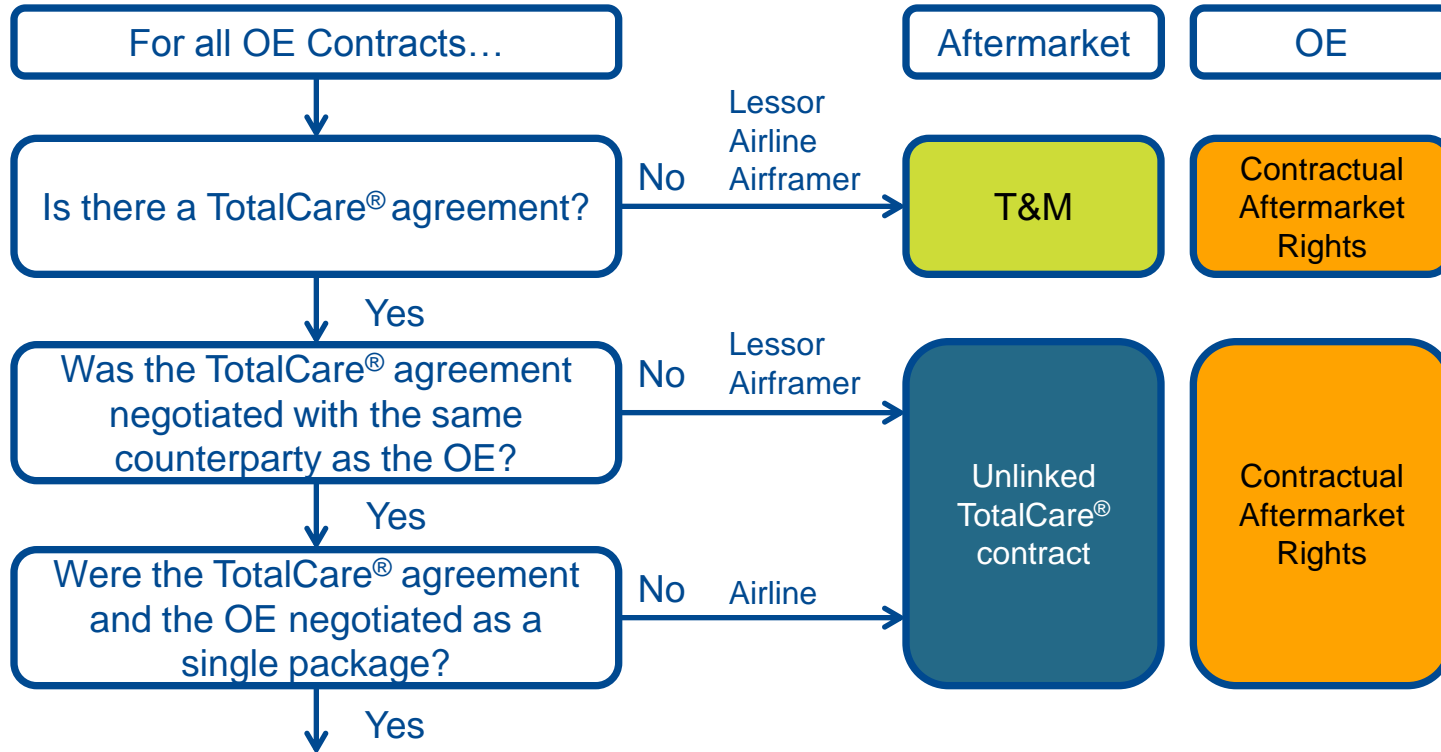 For all OE Contracts…
Aftermarket
OE
Is there a TotalCare® agreement?
No
Lessor
Airline
Airframer
T&M
Contractual
Aftermarket
Rights
Yes
Was the TotalCare® agreement
negotiated with the same
counterparty as the OE?
No
Lessor
Airframer
Unlinked
TotalCare®
contract
Contractual
Aftermarket
Rights
Yes
Were the TotalCare® agreement
and the OE negotiated as a
single package?
No
Airline
Yes